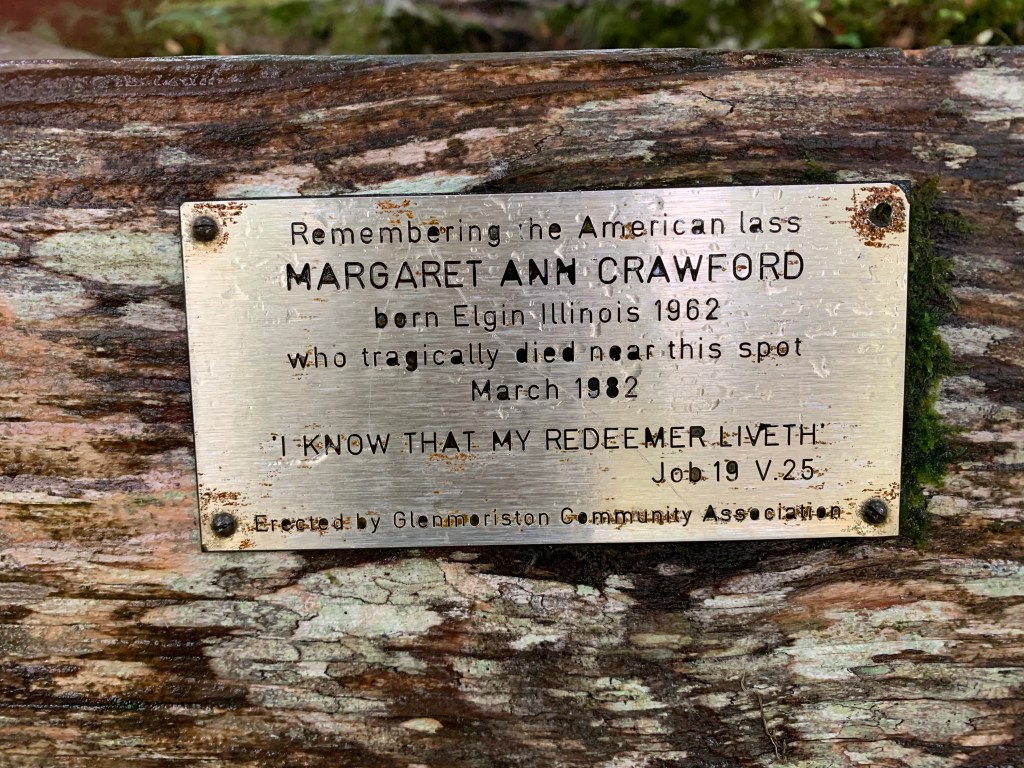 Remembering the American lass
MARGARET ANN CRAWFORD
born Elgin Illinois 1962
who tragically died near this spot
March 1982
'I KNOW THAT MY REDEEMER LIVETH'
Job 19 V.25
Erected by Glenmoriston Community Association